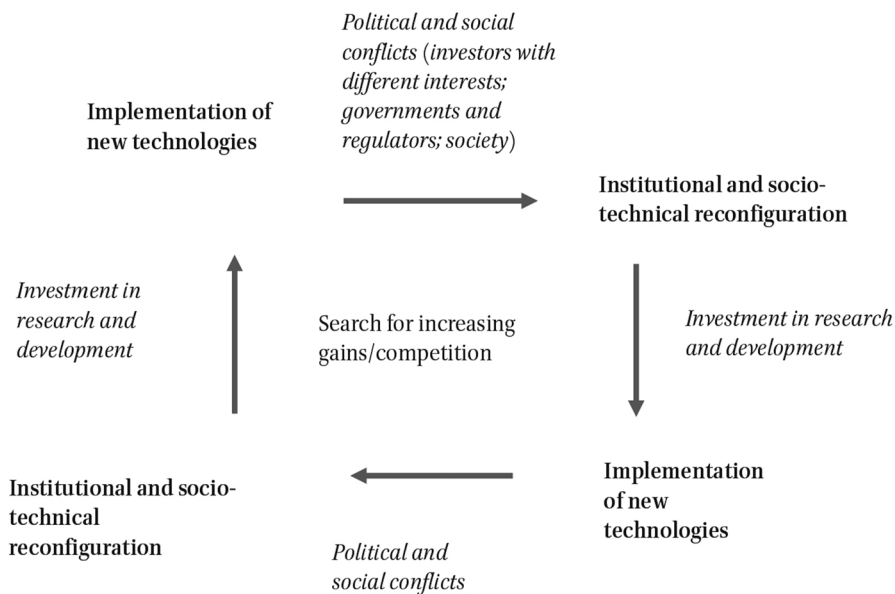 Political and social
conflicts (investors with
different interests;
governments and
regulators; society)
Implementation of
new technologies
Institutional and socio-
technical reconfiguration
Investment in
research and
development
Search for increasing
gains/competition
Investment in research
and development
Institutional and socio-
technical
reconfiguration
Implementation
of new
technologies
Political and
social conflicts